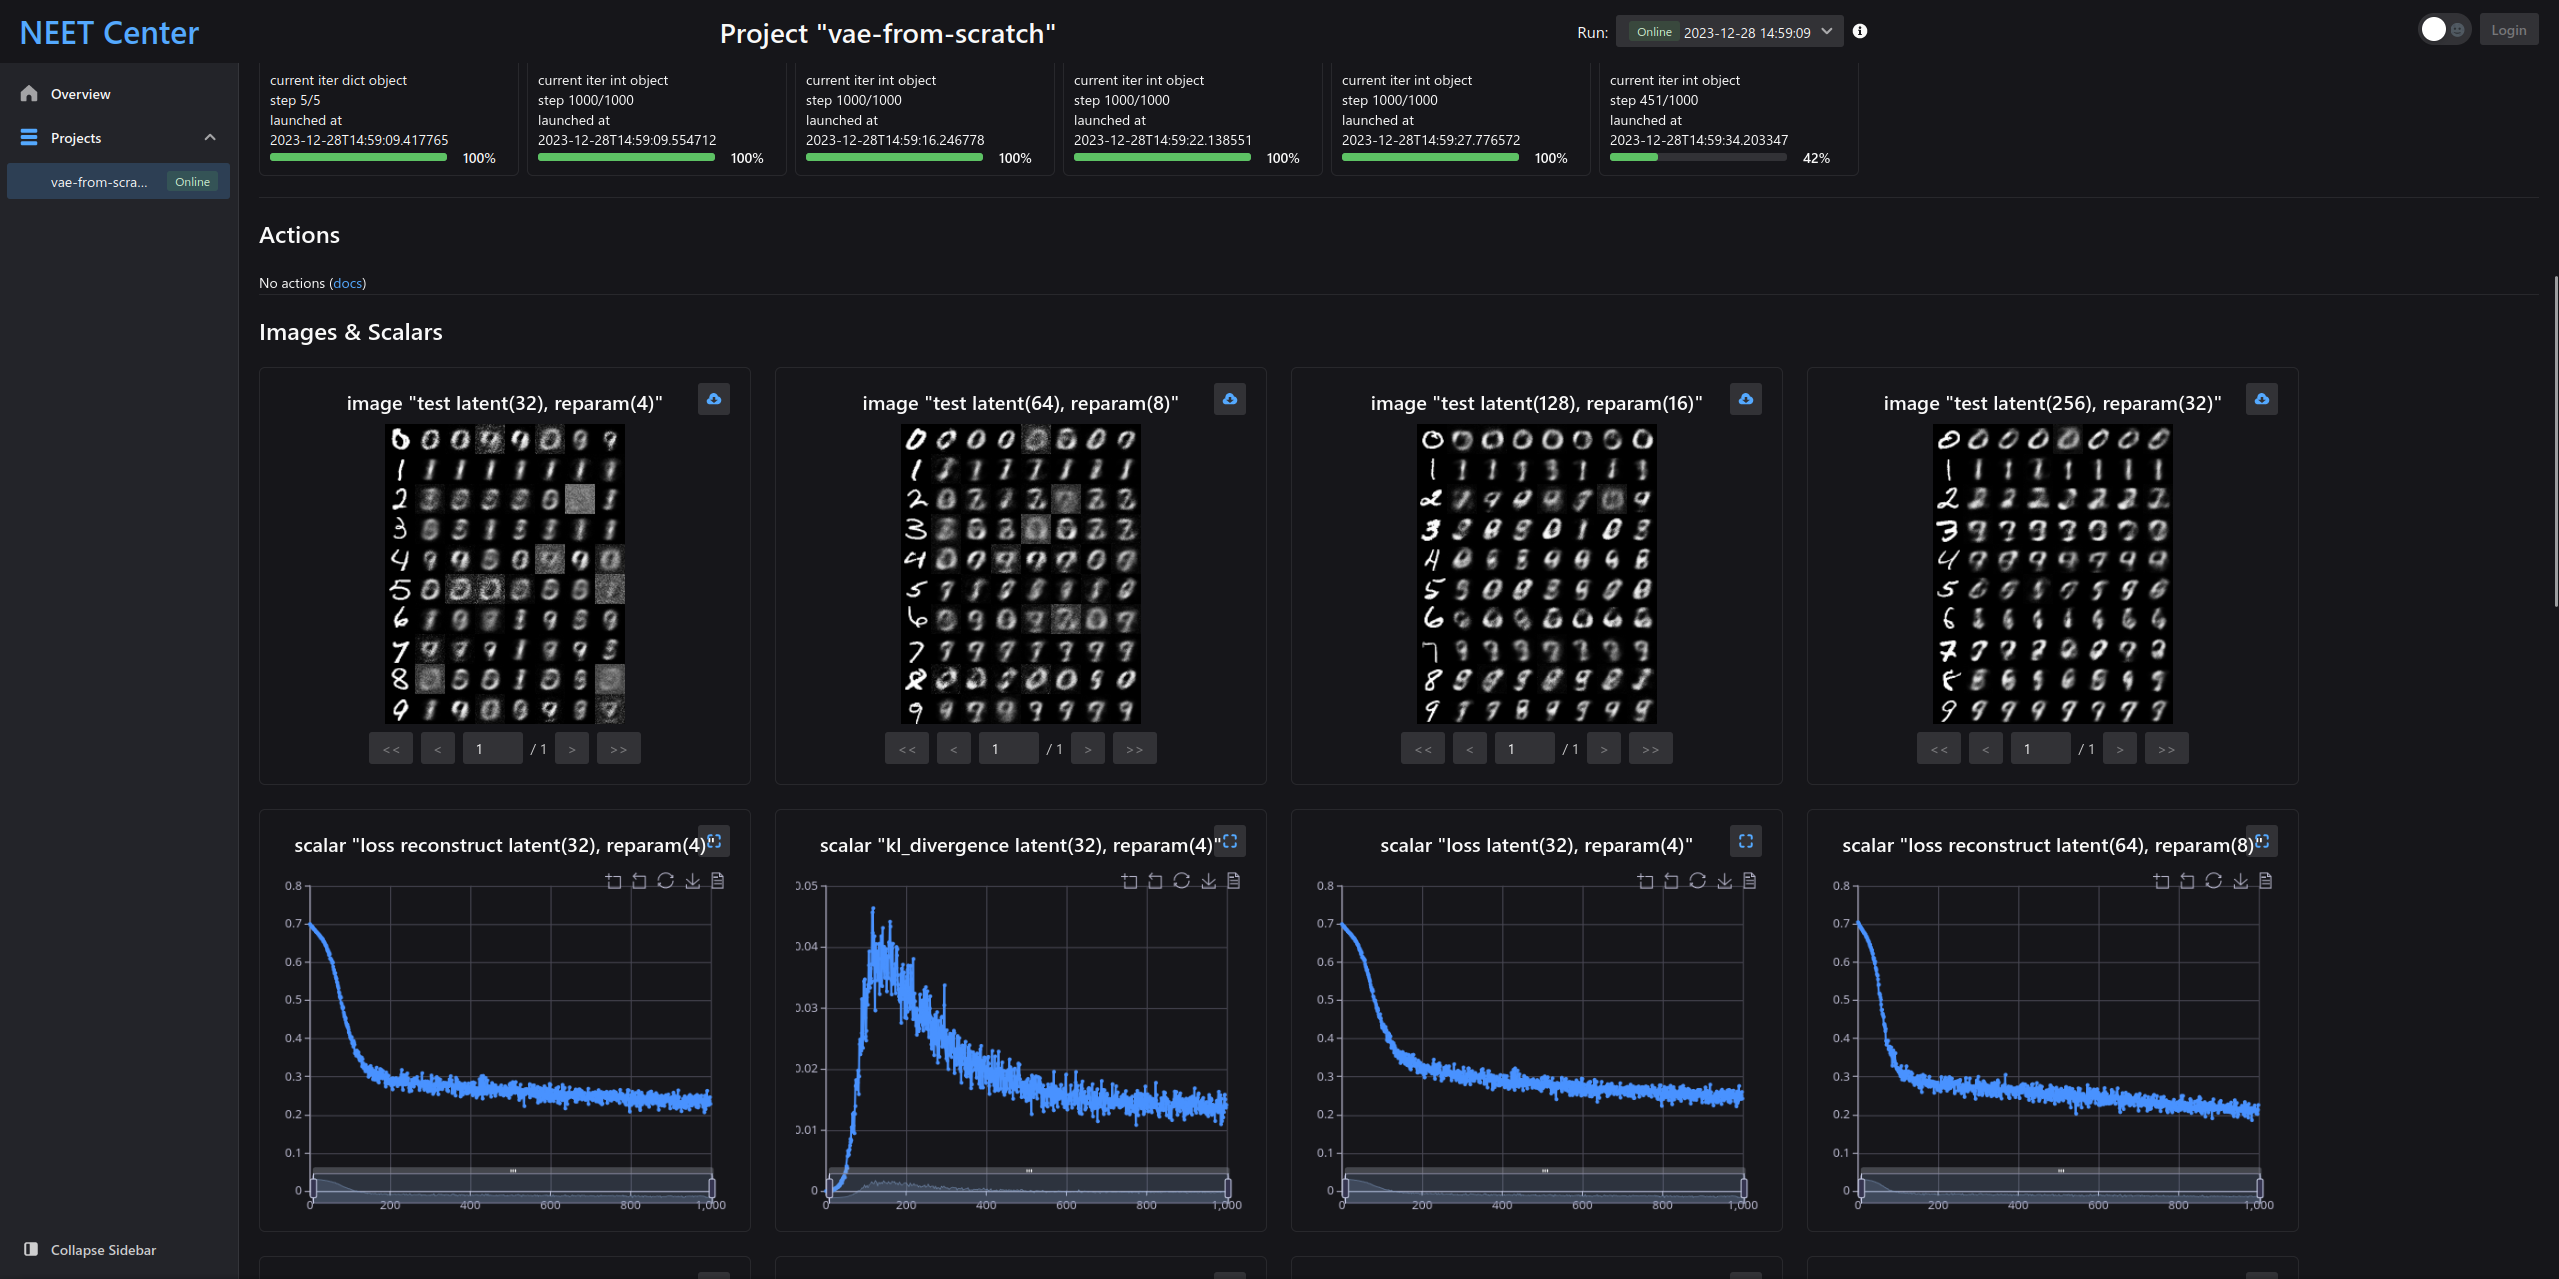 NEET Center
Project "vae-from-scratch"
Run:
Online
2023-12-28 14:59:09
Login
Overview
Projects
vae-from-scra...
Online
Collapse Sidebar
current iter dict object
step 5/5
launched at
2023-12-28T14:59:09.417765
100%
current iter int object
step 1000/1000
launched at
2023-12-28T14:59:09.554712
100%
current iter int object
step 1000/1000
launched at
2023-12-28T14:59:16.246778
100%
current iter int object
step 1000/1000
launched at
2023-12-28T14:59:22.138551
100%
current iter int object
step 1000/1000
launched at
2023-12-28T14:59:27.776572
100%
current iter int object
step 451/1000
launched at
2023-12-28T14:59:34.203347
42%
Actions
No actions (docs)
Images & Scalars
image "test latent(32), reparam(4)"
<< < 1 / 1 > >>
image "test latent(64), reparam(8)"
<< < 1 / 1 > >>
image "test latent(128), reparam(16)"
<< < 1 / 1 > >>
image "test latent(256), reparam(32)"
<< < 1 / 1 > >>
scalar "loss reconstruct latent(32), reparam(4)"
0.8
0.7
0.6
0.5
0.4
0.3
0.2
0.1
0
0 200 400 600 800 1,000
scalar "kl_divergence latent(32), reparam(4)"
0.05
0.04
0.03
0.02
0.01
0
0 200 400 600 800 1,000
scalar "loss latent(32), reparam(4)"
0.8
0.7
0.6
0.5
0.4
0.3
0.2
0.1
0
0 200 400 600 800 1,000
scalar "loss reconstruct latent(64), reparam(8)"
0.8
0.7
0.6
0.5
0.4
0.3
0.2
0.1
0
0 200 400 600 800 1,000